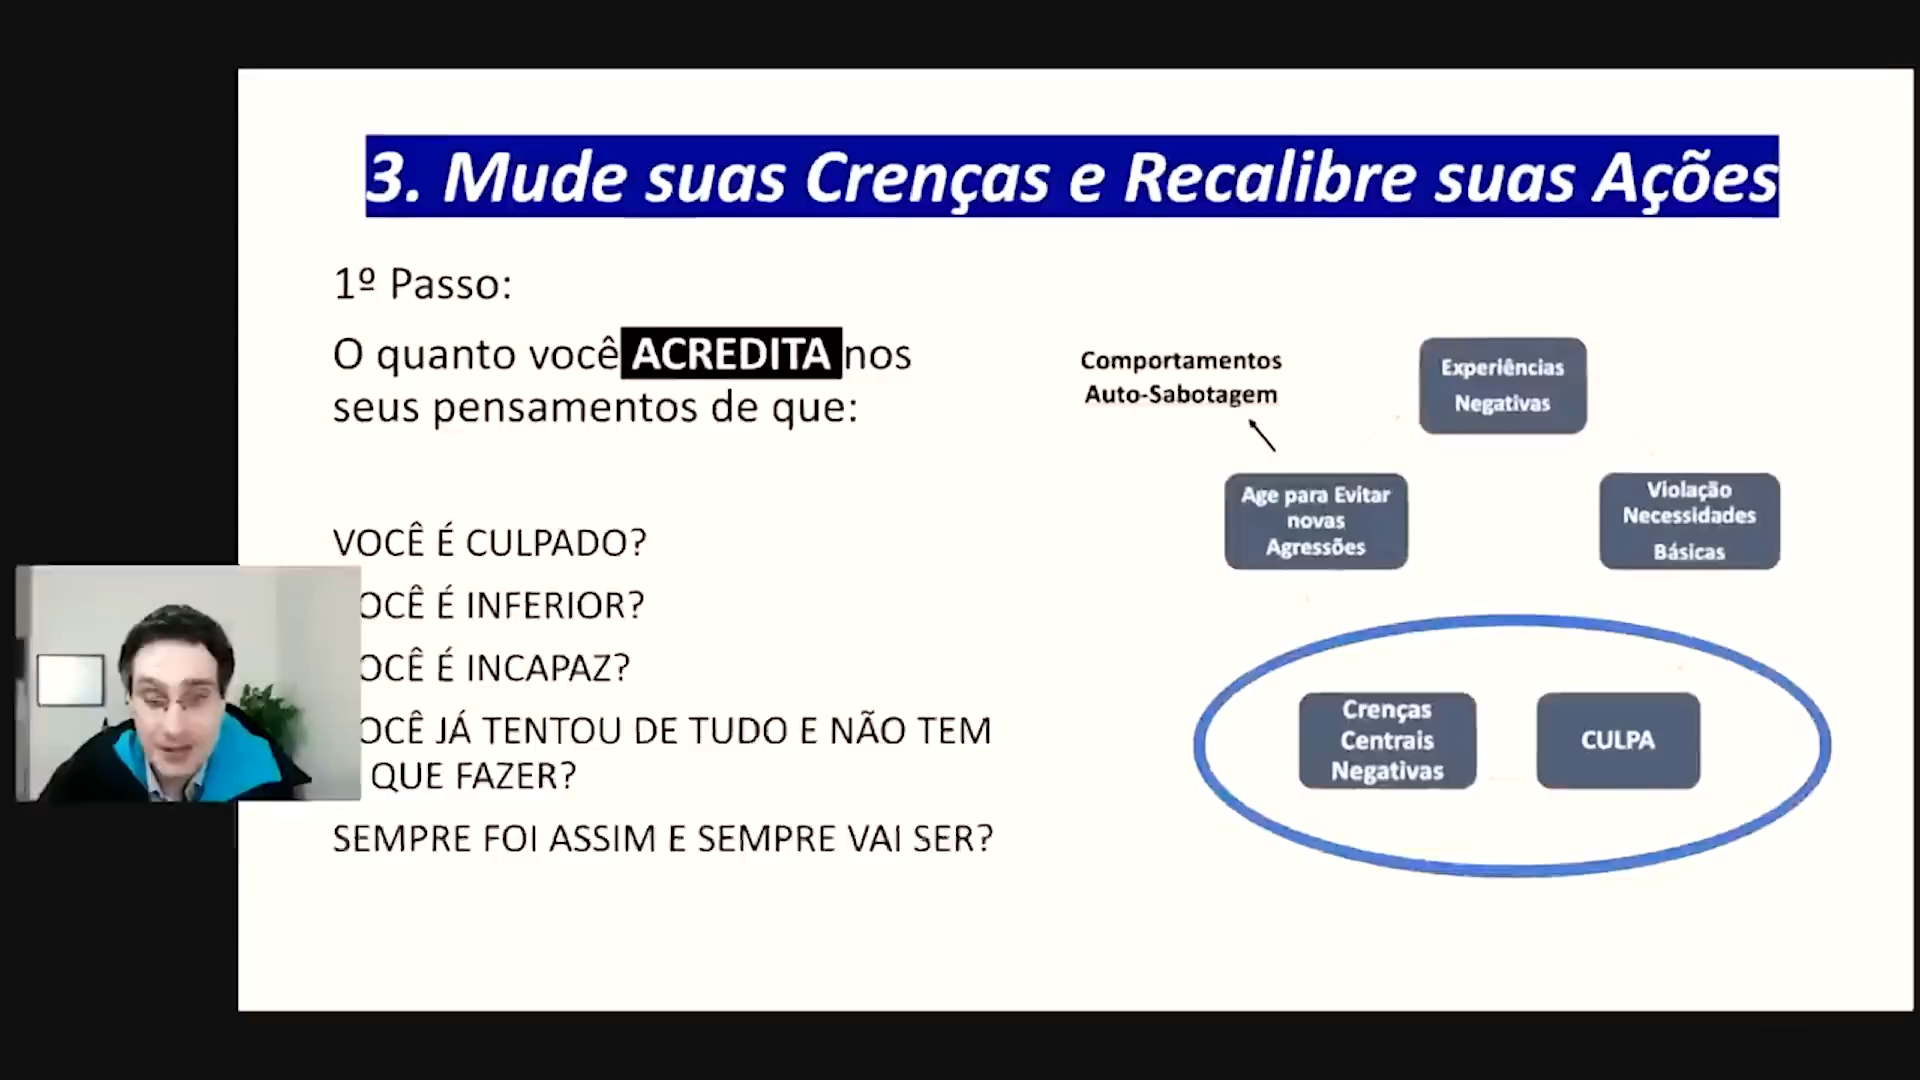 3. Mude suas Crenças e Recalibre suas Ações
1º Passo:
O quanto você ACREDITA nos
seus pensamentos de que:
VOCÊ É CULPADO?
OCÊ É INFERIOR?
OCÊ É INCAPAZ?
OCÊ JÁ TENTOU DE TUDO E NÃO TEM
QUE FAZER?
SEMPRE FOI ASSIM E SEMPRE VAI SER?
Comportamentos
Auto-Sabotagem
Experiências
Negativas
Age para Evitar
novas
Agressões
Violação
Necessidades
Básicas
Crenças
Centrais
Negativas
CULPA